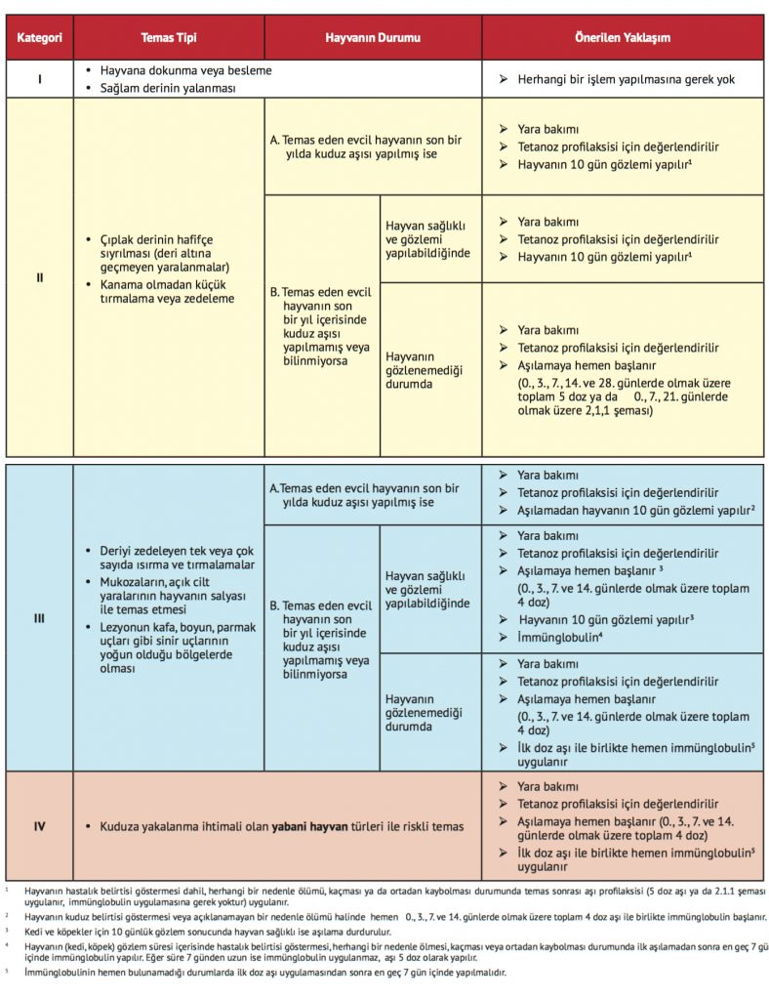 Kategori
Temas Tipi
Hayvanın Durumu
Önerilen Yaklaşım
I
• Hayvana dokunma veya besleme
• Sağlam derinin yalanması
➢ Herhangi bir işlem yapılmasına gerek yok
II
• Çıplak derinin hafifçe
sıyrılması (deri altına
geçmeyen yaralanmalar)
• Kanama olmadan küçük
tırmalama veya zedeleme
A. Temas eden evcil hayvanın son bir
yılda kuduz aşısı yapılmış ise
➢ Yara bakımı
➢ Tetanoz profilaksisi için değerlendirilir
➢ Hayvanın 10 gün gözlemi yapılır¹
B. Temas eden evcil
hayvanın son
bir yıl içerisinde
kuduz aşısı
yapılmamış veya
bilinmiyorsa
Hayvan sağlıklı
ve gözlemi
yapılabildiğinde
➢ Yara bakımı
➢ Tetanoz profilaksisi için değerlendirilir
➢ Hayvanın 10 gün gözlemi yapılır¹
Hayvanın
gözlenemediği
durumda
➢ Yara bakımı
➢ Tetanoz profilaksisi için değerlendirilir
➢ Aşılamaya hemen başlanır
(0., 3., 7., 14. ve 28. günlerde olmak üzere
toplam 5 doz ya da 0., 7., 21. günlerde
olmak üzere 2,1,1 şeması)
III
• Deriyi zedeleyen tek veya çok
sayıda ısırma ve tırmalamalar
• Mukozaların, açık cilt
yaralarının hayvanın salyası
ile temas etmesi
• Lezyonun kafa, boyun, parmak
uçları gibi sinir uçlarının
yoğun olduğu bölgelerde
olması
A.Temas eden evcil hayvanın son bir
yılda kuduz aşısı yapılmış ise
➢ Yara bakımı
➢ Tetanoz profilaksisi için değerlendirilir
➢ Aşılamadan hayvanın 10 gün gözlemi yapılır²
B. Temas eden evcil
hayvanın son
bir yıl içerisinde
kuduz aşısı
yapılmamış veya
bilinmiyorsa
Hayvan sağlıklı
ve gözlemi
yapılabildiğinde
➢ Yara bakımı
➢ Tetanoz profilaksisi için değerlendirilir
➢ Aşılamaya hemen başlanır ³
(0., 3., 7. ve 14. günlerde olmak üzere toplam
4 doz)
➢ Hayvanın 10 gün gözlemi yapılır³
➢ İmmünglobulin⁴
Hayvanın
gözlenemediği
durumda
➢ Yara bakımı
➢ Tetanoz profilaksisi için değerlendirilir
➢ Aşılamaya hemen başlanır
(0., 3., 7. ve 14. günlerde olmak üzere toplam
4 doz)
➢ İlk doz aşı ile birlikte hemen immünglobulin⁵
uygulanır
IV
• Kuduza yakalanma ihtimali olan yabani hayvan türleri ile riskli temas
➢ Yara bakımı
➢ Tetanoz profilaksisi için değerlendirilir
➢ Aşılamaya hemen başlanır (0., 3., 7. ve 14.
günlerde olmak üzere toplam 4 doz)
➢ İlk doz aşı ile birlikte hemen immünglobulin⁵
uygulanır
¹ Hayvanın hastalık belirtisi göstermesi dahil, herhangi bir nedenle ölümü, kaçması ya da ortadan kaybolması durumunda temas sonrası aşı profilaksisi (5 doz aşı ya da 2.1.1 şeması
uygulanır, immünglobulin uygulamasına gerek yoktur) uygulanır.
² Hayvanın kuduz belirtisi göstermesi veya açıklanamayan bir nedenle ölümü halinde hemen 0., 3., 7. ve 14. günlerde olmak üzere toplam 4 doz aşı ile birlikte immünglobulin başlanır.
³ Kedi ve köpekler için 10 günlük gözlem sonucunda hayvan sağlıklı ise aşılama durdurulur.
⁴ Hayvanın (kedi, köpek) gözlem süresi içerisinde hastalık belirtisi göstermesi, herhangi bir nedenle ölmesi, kaçması veya ortadan kaybolması durumunda ilk aşılamadan sonra en geç 7 gü
içinde immünglobulin yapılır. Eğer süre 7 günden uzun ise immünglobulin uygulanmaz, aşı 5 doz olarak yapılır.
⁵ İmmünglobulinin hemen bulunamadığı durumlarda ilk doz aşı uygulamasından sonra en geç 7 gün içinde yapılmalıdır.